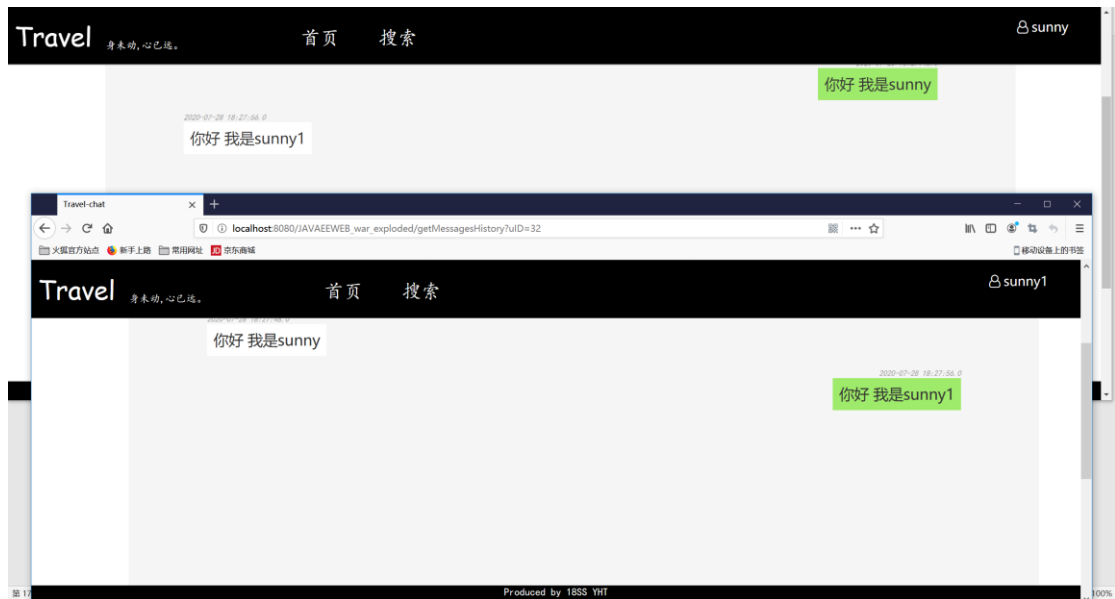 Travel 身未动,心已远。 首页 搜索 sunny
你好 我是sunny
2020-07-28 18:27:56.0
你好 我是sunny1
Travel-chat
localhost:8080/JAVAEEWEB_war_exploded/getMessagesHistory?uID=32
火狐官方站点 新手上路 常用网址 JD 京东商城 移动设备上的书签
Travel 身未动,心已远。 首页 搜索 sunny1
你好 我是sunny
2020-07-28 18:27:56.0
你好 我是sunny1
第 17
Produced by 18SS YHT
100%